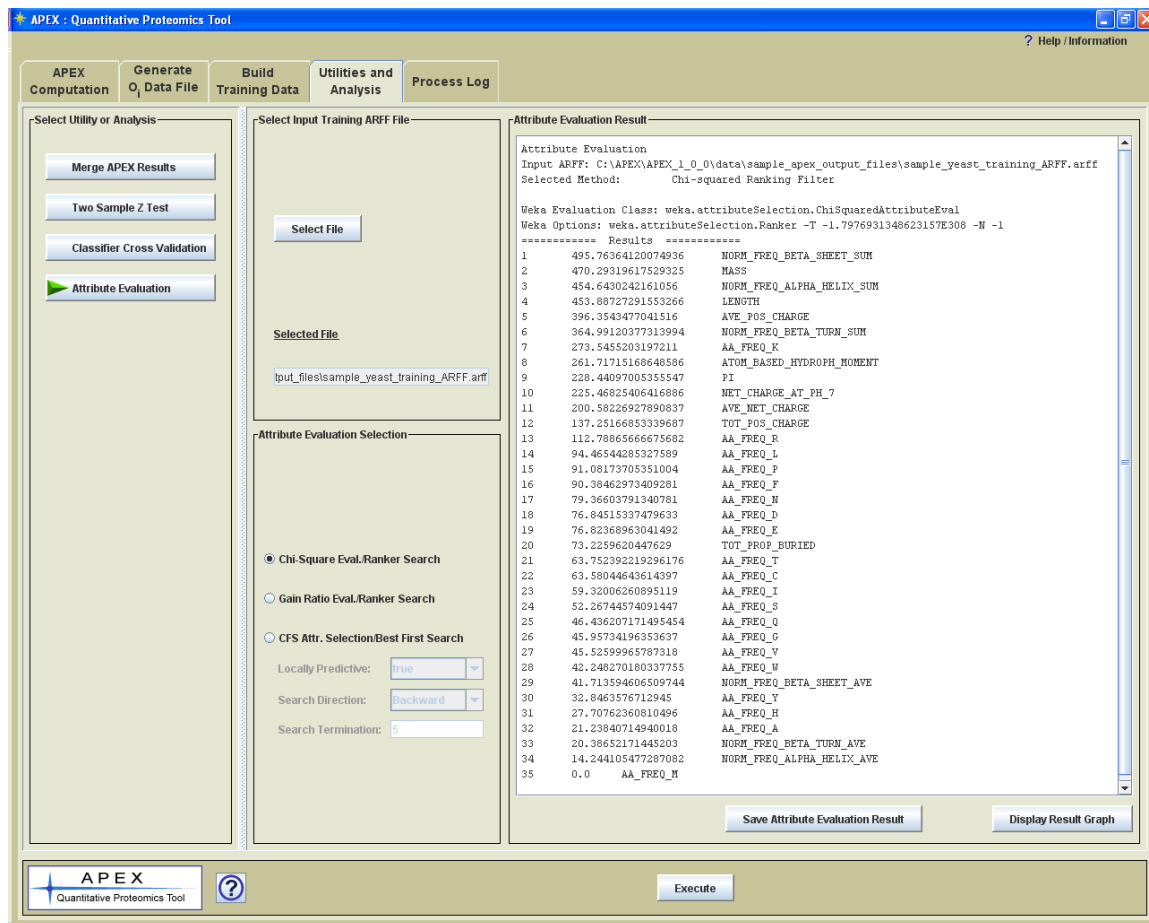 APEX : Quantitative Proteomics Tool
? Help / Information
APEX Computation
Generate Oi Data File
Build Training Data
Utilities and Analysis
Process Log
Select Utility or Analysis
Merge APEX Results
Two Sample Z Test
Classifier Cross Validation
Attribute Evaluation
Select Input Training ARFF File
Select File
Selected File
tput_files\sample_yeast_training_ARFF.arff
Attribute Evaluation Selection
Chi-Square Eval./Ranker Search
Gain Ratio Eval./Ranker Search
CFS Attr. Selection/Best First Search
Locally Predictive: true
Search Direction: Backward
Search Termination: 5
Attribute Evaluation Result
Attribute Evaluation
Input ARFF: C:\APEX\APEX_1_0_0\data\sample_apex_output_files\sample_yeast_training_ARFF.arff
Selected Method: Chi-squared Ranking Filter
Weka Evaluation Class: weka.attributeSelection.ChiSquaredAttributeEval
Weka Options: weka.attributeSelection.Ranker -T -1.7976931348623157E308 -N -1
============ Results ============
1 495.76364120074936 NORM_FREQ_BETA_SHEET_SUM
2 470.29319617529325 MASS
3 454.6430242161056 NORM_FREQ_ALPHA_HELIX_SUM
4 453.88727291553266 LENGTH
5 396.3543477041516 AVE_POS_CHARGE
6 364.99120377313994 NORM_FREQ_BETA_TURN_SUM
7 273.5455203197211 AA_FREQ_K
8 261.71715168648586 ATOM_BASED_HYDROPH_MOMENT
9 228.44097005355547 PI
10 225.46825406416886 NET_CHARGE_AT_PH_7
11 200.58226927890837 AVE_NET_CHARGE
12 137.25166853339687 TOT_POS_CHARGE
13 112.78865666675682 AA_FREQ_R
14 94.46544285327589 AA_FREQ_L
15 91.08173705351004 AA_FREQ_P
16 90.38462973409281 AA_FREQ_F
17 79.36603791340781 AA_FREQ_N
18 76.84515337479633 AA_FREQ_D
19 76.82368963041492 AA_FREQ_E
20 73.2259620447629 TOT_PROP_BURIED
21 63.752392219296176 AA_FREQ_T
22 63.58044643614397 AA_FREQ_C
23 59.32006260895119 AA_FREQ_I
24 52.26744574091447 AA_FREQ_S
25 46.436207171495454 AA_FREQ_Q
26 45.95734196353637 AA_FREQ_G
27 45.52599965787318 AA_FREQ_V
28 42.248270180337755 AA_FREQ_W
29 41.713594606509744 NORM_FREQ_BETA_SHEET_AVE
30 32.8463576712945 AA_FREQ_Y
31 27.70762360810496 AA_FREQ_H
32 21.23840714940018 AA_FREQ_A
33 20.38652171445203 NORM_FREQ_BETA_TURN_AVE
34 14.244105477287082 NORM_FREQ_ALPHA_HELIX_AVE
35 0.0 AA_FREQ_M
Save Attribute Evaluation Result
Display Result Graph
APEX
Quantitative Proteomics Tool
?
Execute